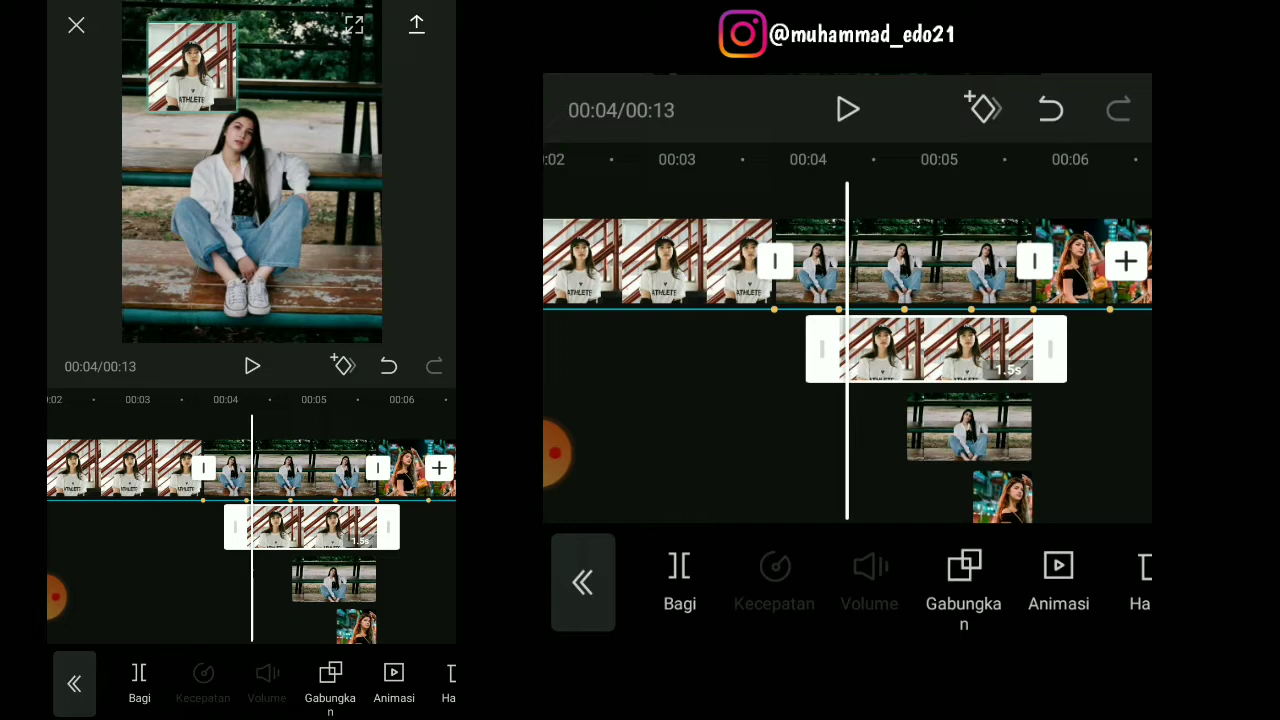 ATHLETE
00:04/00:13
:02 00:03 00:04 00:05 00:06
1.5s
Bagi
Kecepatan
Volume
Gabungka
n
Animasi
Ha
@muhammad_edo21
00:04/00:13
:02 00:03 00:04 00:05 00:06
ATHLETE
ATHLETE
1.5s
Bagi
Kecepatan
Volume
Gabungka
n
Animasi
Ha